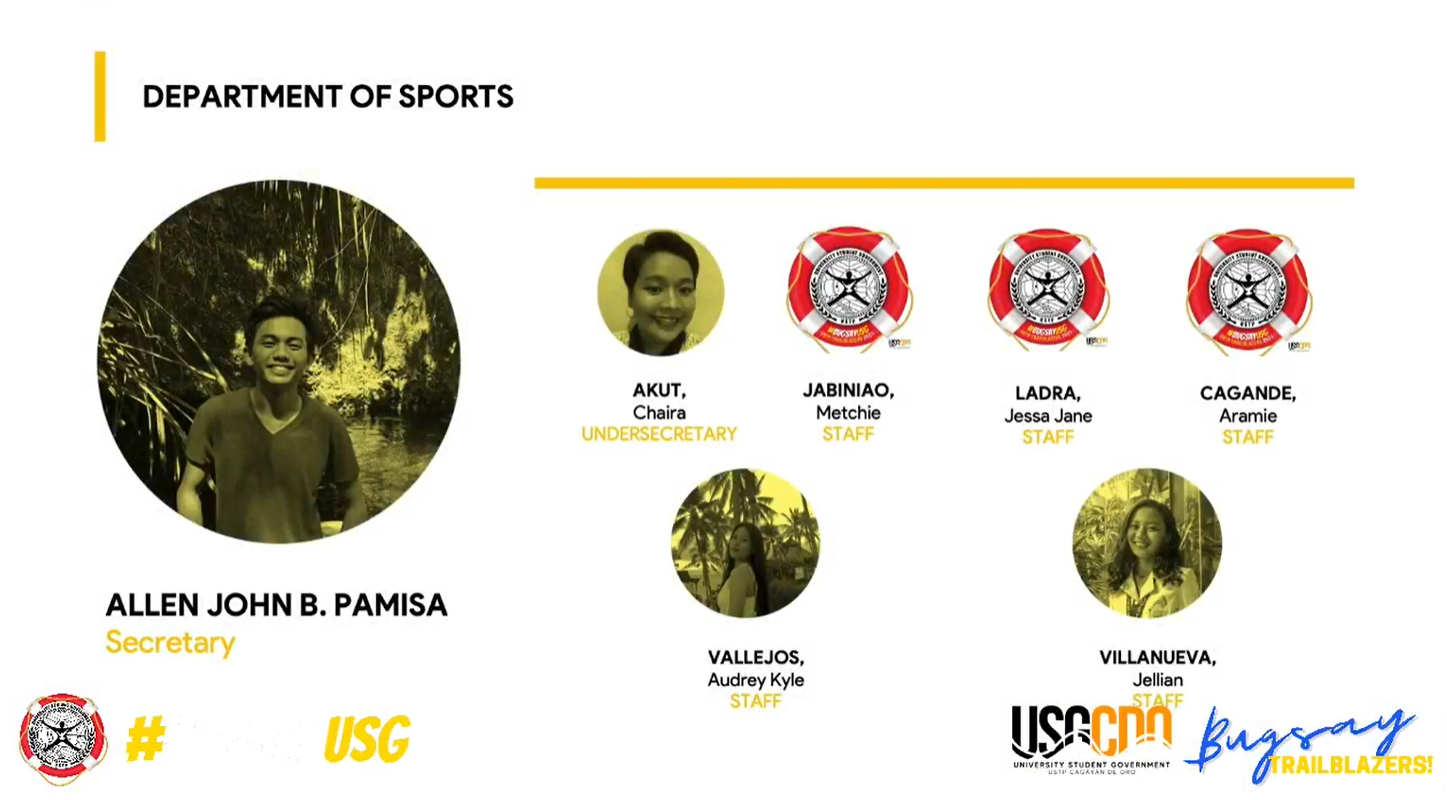 DEPARTMENT OF SPORTS
AKUT,
Chaira
UNDERSECRETARY
JABINIAO,
Metchie
STAFF
LADRA,
Jessa Jane
STAFF
CAGANDE,
Aramie
STAFF
ALLEN JOHN B. PAMISA
Secretary
VALLEJOS,
Audrey Kyle
STAFF
VILLANUEVA,
Jellian
STAFF
# USG
USGCDO
UNIVERSITY STUDENT GOVERNMENT
USTP CAGAYAN DE ORO
Bugsay
TRAILBLAZERS!